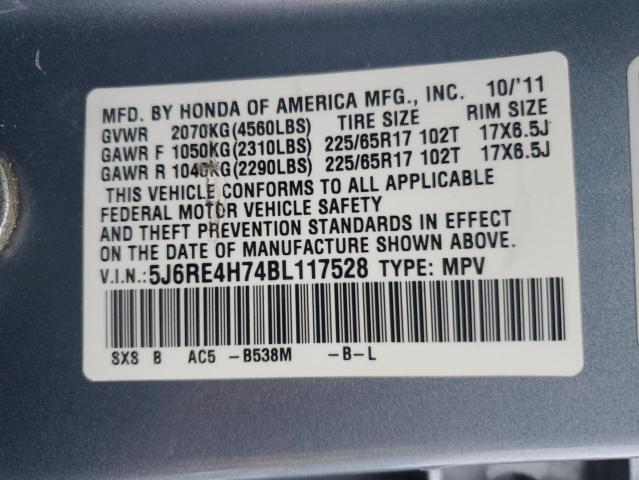 MFD. BY HONDA OF AMERICA MFG., INC. 10/'11
GVWR 2070KG(4560LBS) TIRE SIZE RIM SIZE
GAWR F 1050KG(2310LBS) 225/65R17 102T 17X6.5J
GAWR R 1040KG(2290LBS) 225/65R17 102T 17X6.5J
THIS VEHICLE CONFORMS TO ALL APPLICABLE
FEDERAL MOTOR VEHICLE SAFETY
AND THEFT PREVENTION STANDARDS IN EFFECT
ON THE DATE OF MANUFACTURE SHOWN ABOVE.
V.I.N.:5J6RE4H74BL117528 TYPE: MPV
SXS B AC5 -B538M -B-L